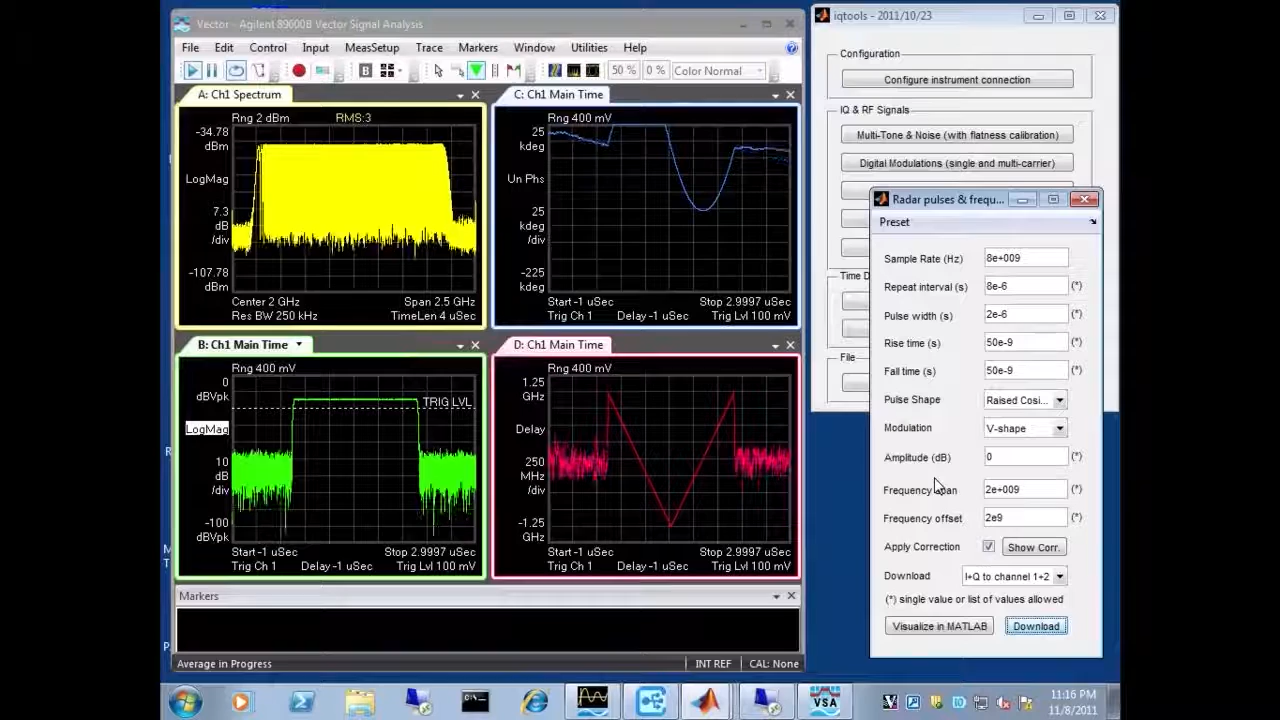 Vector - Agilent 89600B Vector Signal Analysis
File Edit Control Input MeasSetup Trace Markers Window Utilities Help
B 50 % 0 % Color Normal
A: Ch1 Spectrum
Rng 2 dBm RMS:3
-34.78
dBm
LogMag
7.3
dB
/div
-107.78
dBm
Center 2 GHz Span 2.5 GHz
Res BW 250 kHz TimeLen 4 uSec
C: Ch1 Main Time
Rng 400 mV
25
kdeg
Un Phs
25
kdeg
/div
-225
kdeg
Start -1 uSec Stop 2.9997 uSec
Trig Ch 1 Delay -1 uSec Trig Lvl 100 mV
B: Ch1 Main Time
Rng 400 mV
0
dBVpk
TRIG LVL
LogMag
10
dB
/div
-100
dBVpk
Start -1 uSec Stop 2.9997 uSec
Trig Ch 1 Delay -1 uSec Trig Lvl 100 mV
D: Ch1 Main Time
Rng 400 mV
1.25
GHz
Delay
250
MHz
/div
-1.25
GHz
Start -1 uSec Stop 2.9997 uSec
Trig Ch 1 Delay -1 uSec Trig Lvl 100 mV
Markers
Average in Progress INT REF CAL: None
iqtools - 2011/10/23
Configuration
Configure instrument connection
IQ & RF Signals
Multi-Tone & Noise (with flatness calibration)
Digital Modulations (single and multi-carrier)
Time D
File
Radar pulses & frequ...
Preset
Sample Rate (Hz) 8e+009
Repeat interval (s) 8e-6 (*)
Pulse width (s) 2e-6 (*)
Rise time (s) 50e-9 (*)
Fall time (s) 50e-9 (*)
Pulse Shape Raised Cosi...
Modulation V-shape
Amplitude (dB) 0 (*)
Frequency span 2e+009 (*)
Frequency offset 2e9 (*)
Apply Correction Show Corr.
Download I+Q to channel 1+2
(*) single value or list of values allowed
Visualize in MATLAB Download
VSA
11:16 PM
11/8/2011